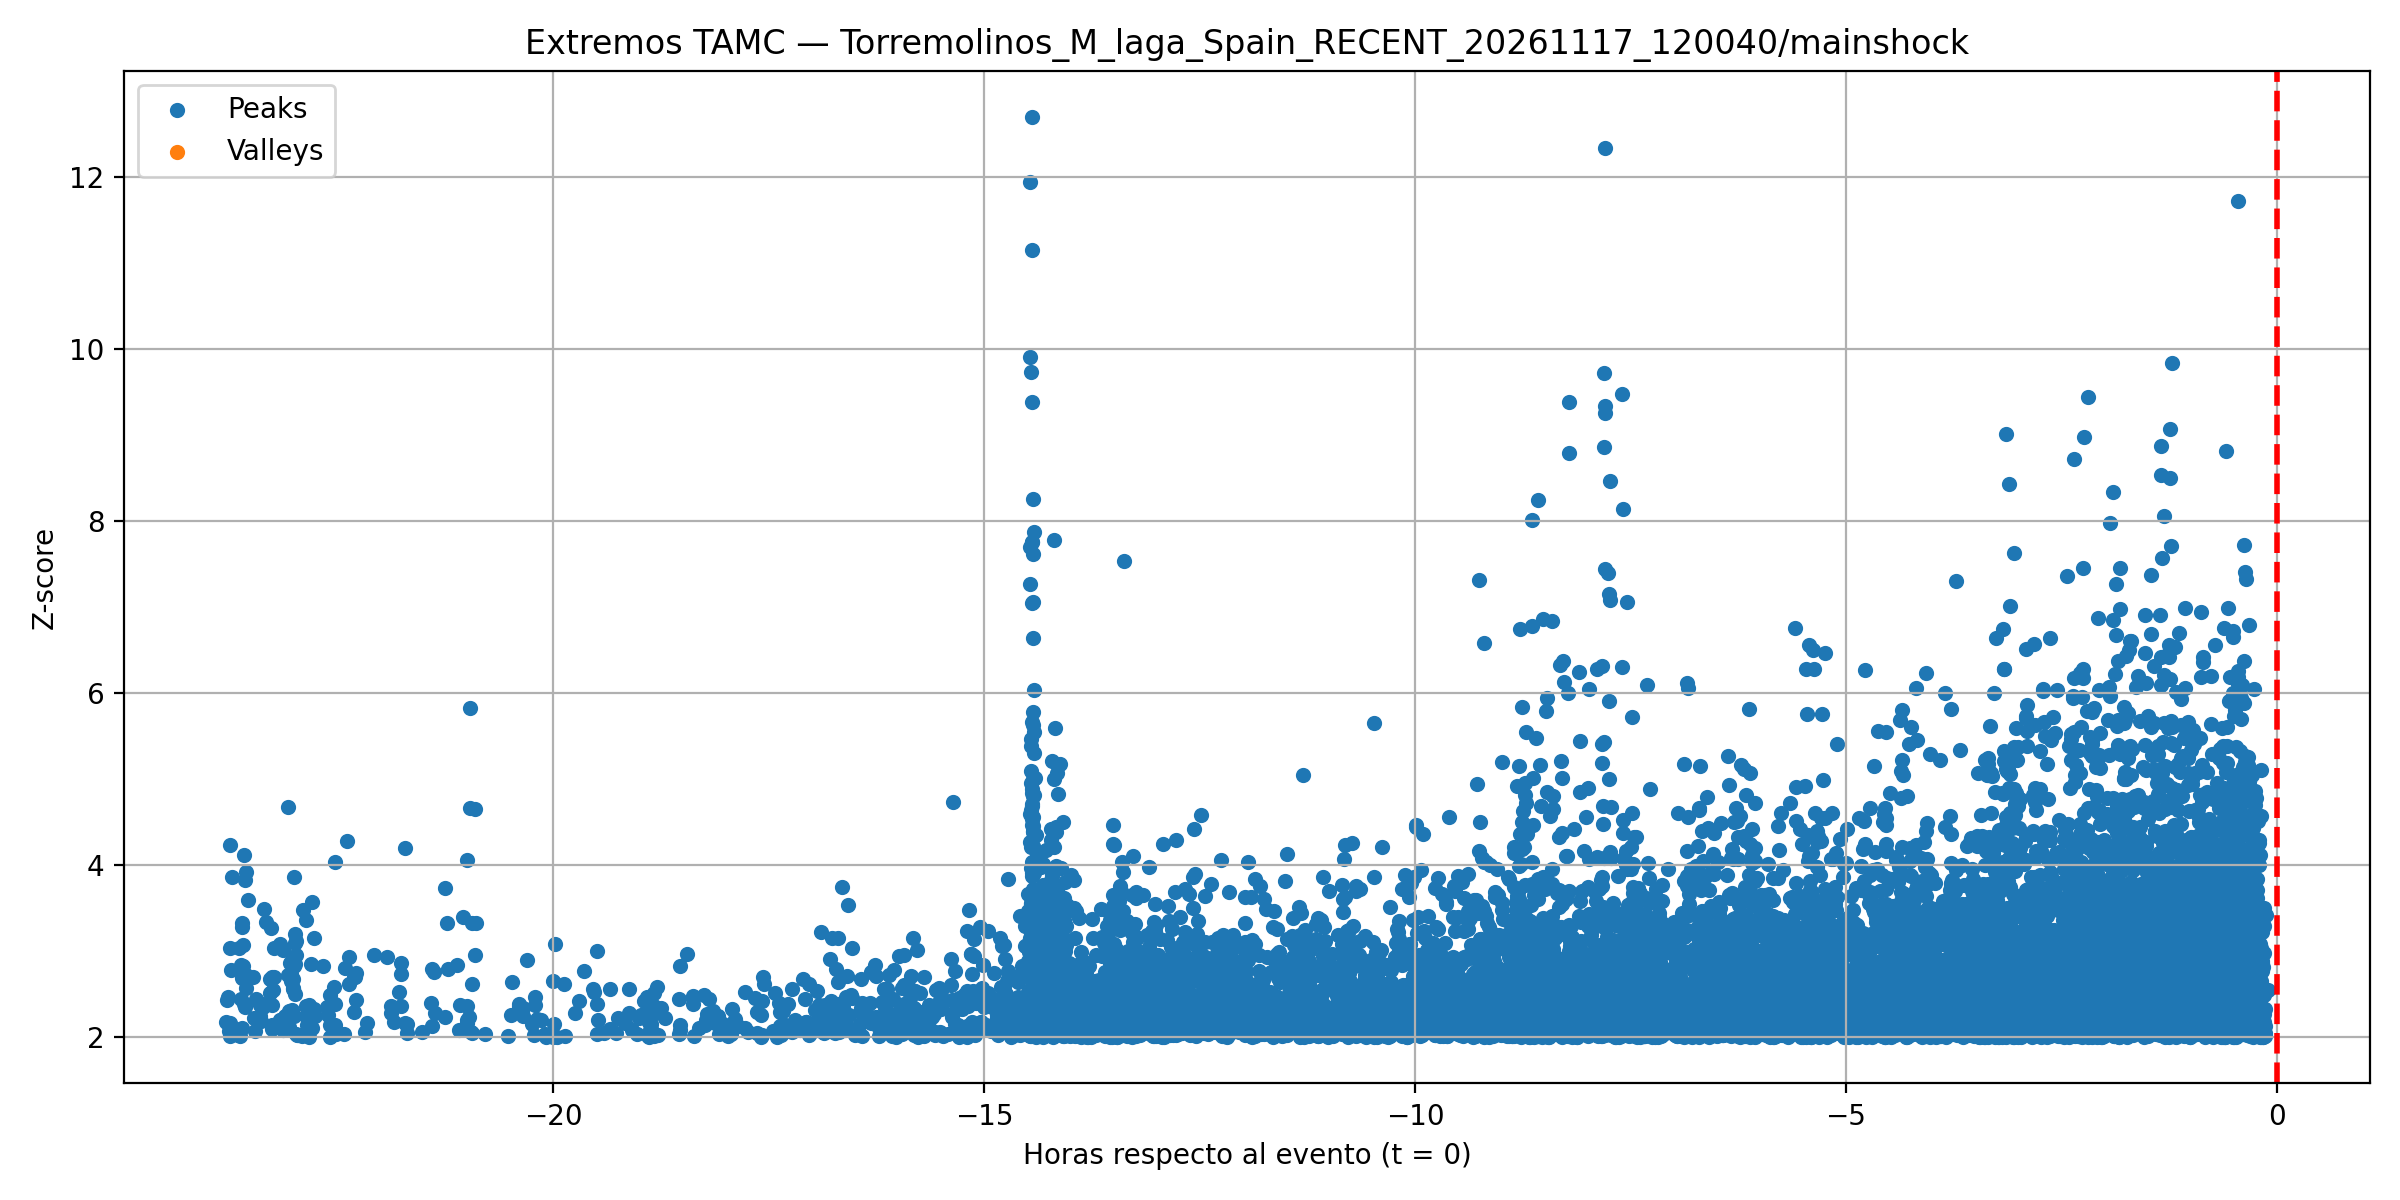 Extremos TAMC — Torremolinos_M_laga_Spain_RECENT_20261117_120040/mainshock
Peaks
Valleys
12
10
8
6
4
2
Z-score
−20
−15
−10
−5
0
Horas respecto al evento (t = 0)